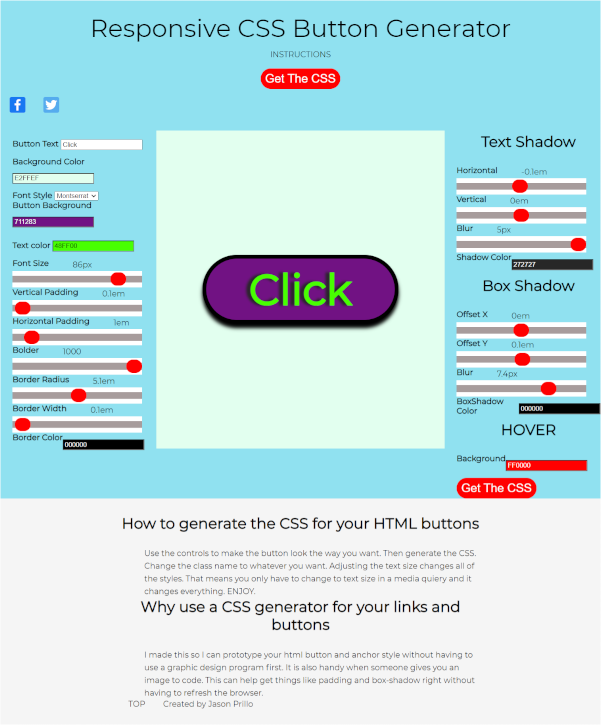 Responsive CSS Button Generator
INSTRUCTIONS
Get The CSS
Button Text Click
Background Color
E2FFEF
Font Style Montserrat
Button Background
711283
Text color 48FF00
Font Size 86px
Vertical Padding 0.1em
Horizontal Padding 1em
Bolder 1000
Border Radius 5.1em
Border Width 0.1em
Border Color 000000
Click
Text Shadow
Horizontal -0.1em
Vertical 0em
Blur 5px
Shadow Color 272727
Box Shadow
Offset X 0em
Offset Y 0.1em
Blur 7.4px
BoxShadow
Color 000000
HOVER
Background FF0000
Get The CSS
How to generate the CSS for your HTML buttons
Use the controls to make the button look the way you want. Then generate the CSS.
Change the class name to whatever you want. Adjusting the text size changes all of
the styles. That means you only have to change to text size in a media quiery and it
changes everything. ENJOY.
Why use a CSS generator for your links and
buttons
I made this so I can prototype your html button and anchor style without having to
use a graphic design program first. It is also handy when someone gives you an
image to code. This can help get things like padding and box-shadow right without
having to refresh the browser.
TOP Created by Jason Prillo